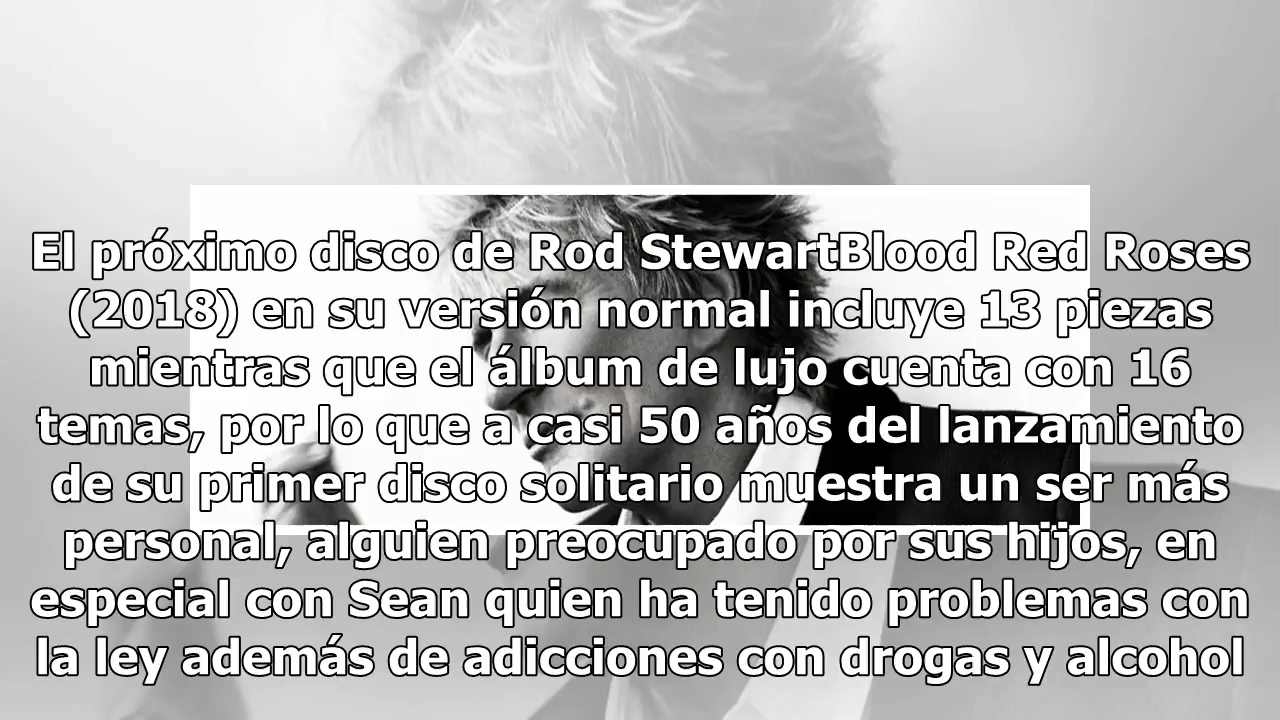 El próximo disco de Rod StewartBlood Red Roses
(2018) en su versión normal incluye 13 piezas
mientras que el álbum de lujo cuenta con 16
temas, por lo que a casi 50 años del lanzamiento
de su primer disco solitario muestra un ser más
personal, alguien preocupado por sus hijos, en
especial con Sean quien ha tenido problemas con
la ley además de adicciones con drogas y alcohol